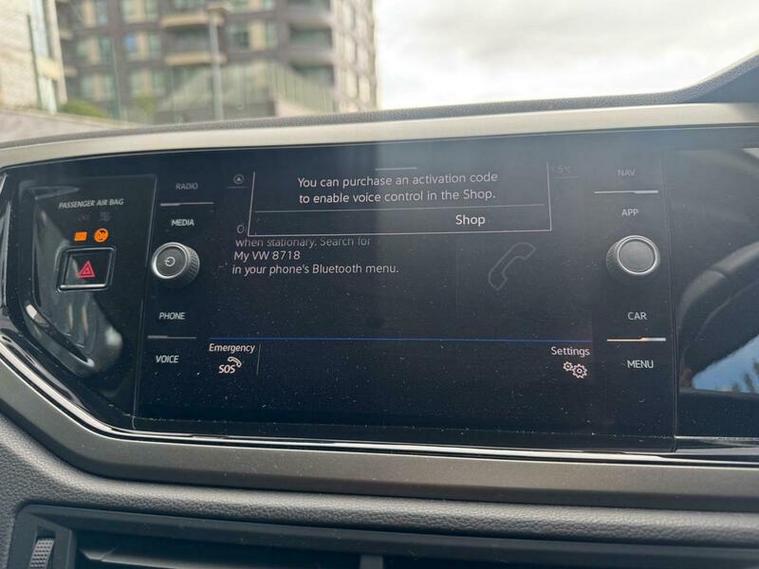 PASSENGER AIR BAG
RADIO
MEDIA
PHONE
VOICE
You can purchase an activation code
to enable voice control in the Shop.
Shop
when stationary. Search for
My VW 8718
in your phone's Bluetooth menu.
Emergency
SOS
Settings
NAV
APP
CAR
MENU